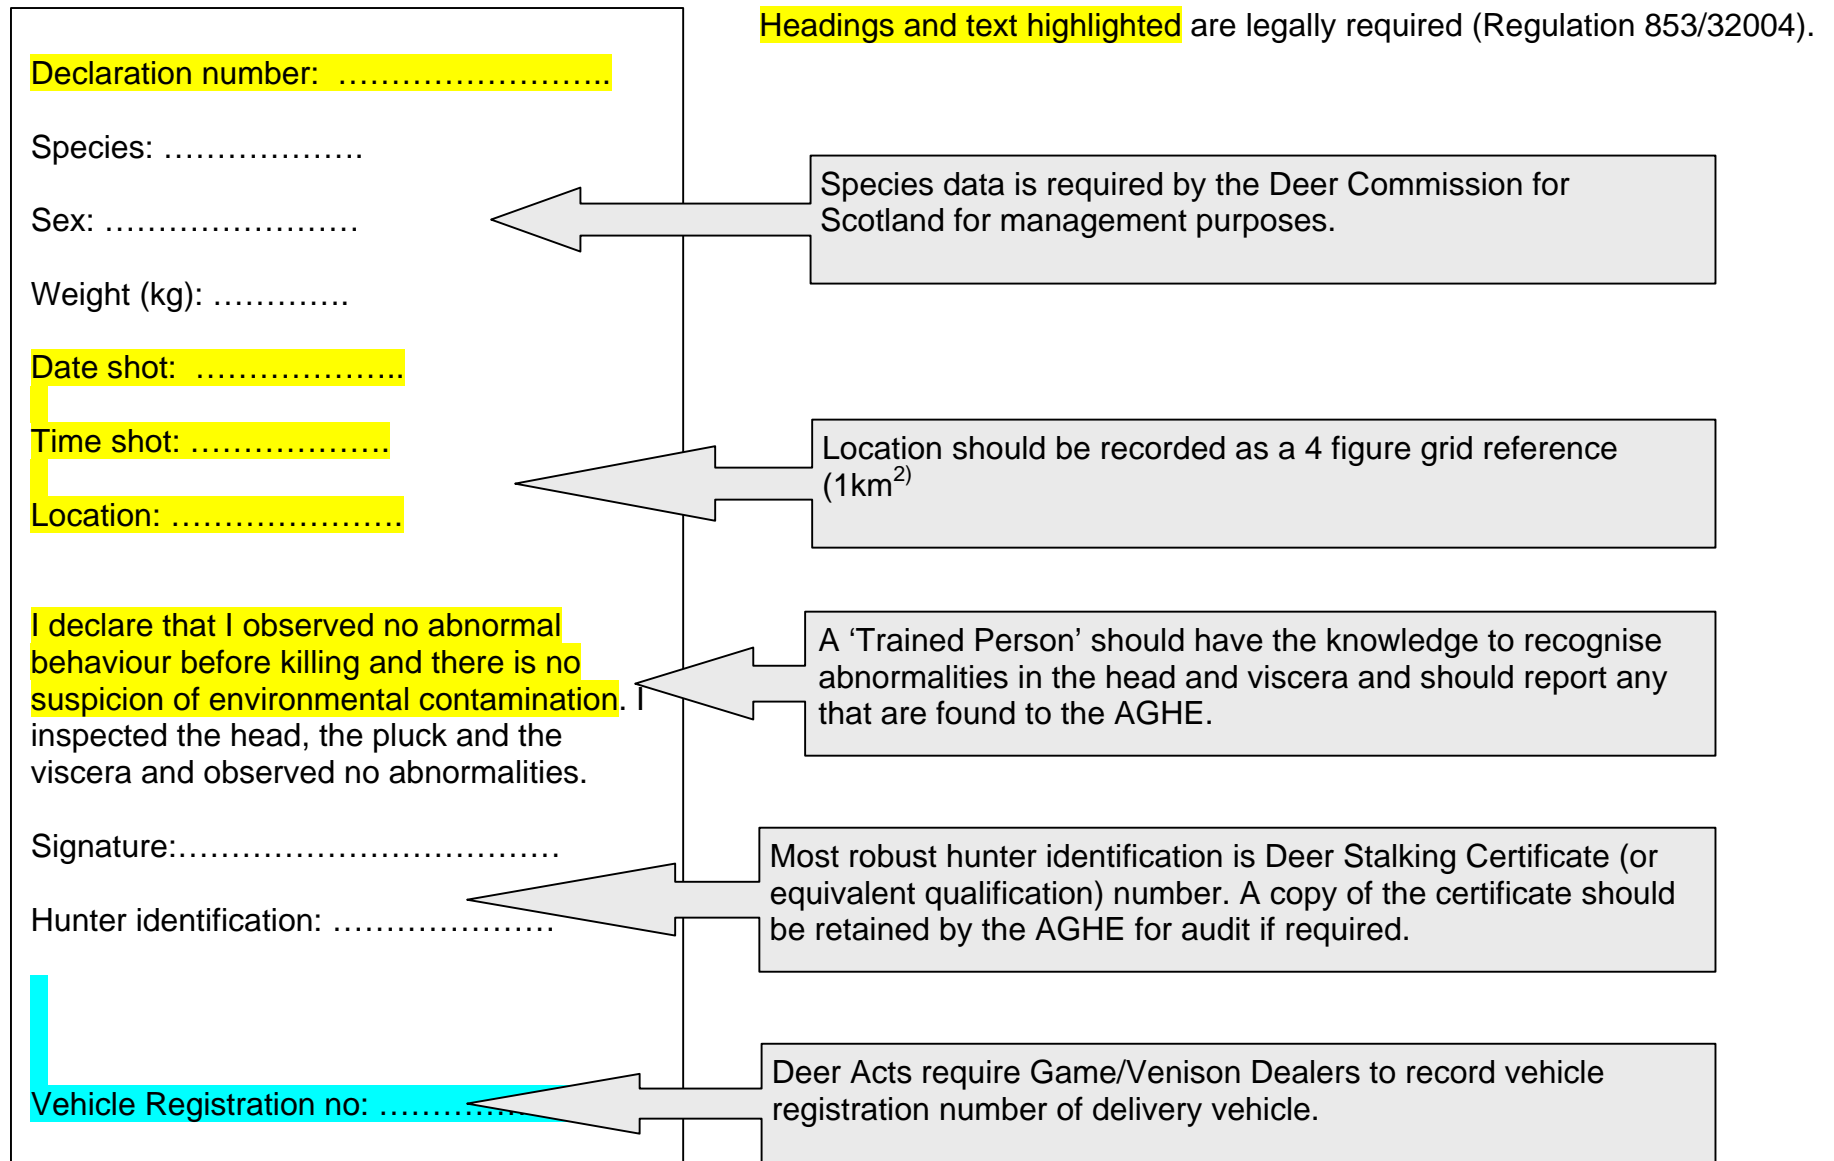 Headings and text highlighted are legally required (Regulation 853/32004).
Declaration number: ……………………..
Species: ……………….
Sex: ……………………
Weight (kg): ………….
Date shot: ………………..
Time shot: ……………….
Location: ………………….
I declare that I observed no abnormal
behaviour before killing and there is no
suspicion of environmental contamination. I
inspected the head, the pluck and the
viscera and observed no abnormalities.
Signature:………………………………
Hunter identification: …………………
Vehicle Registration no: …………...
Species data is required by the Deer Commission for
Scotland for management purposes.
Location should be recorded as a 4 figure grid reference
(1km²⁾
A ‘Trained Person’ should have the knowledge to recognise
abnormalities in the head and viscera and should report any
that are found to the AGHE.
Most robust hunter identification is Deer Stalking Certificate (or
equivalent qualification) number. A copy of the certificate should
be retained by the AGHE for audit if required.
Deer Acts require Game/Venison Dealers to record vehicle
registration number of delivery vehicle.